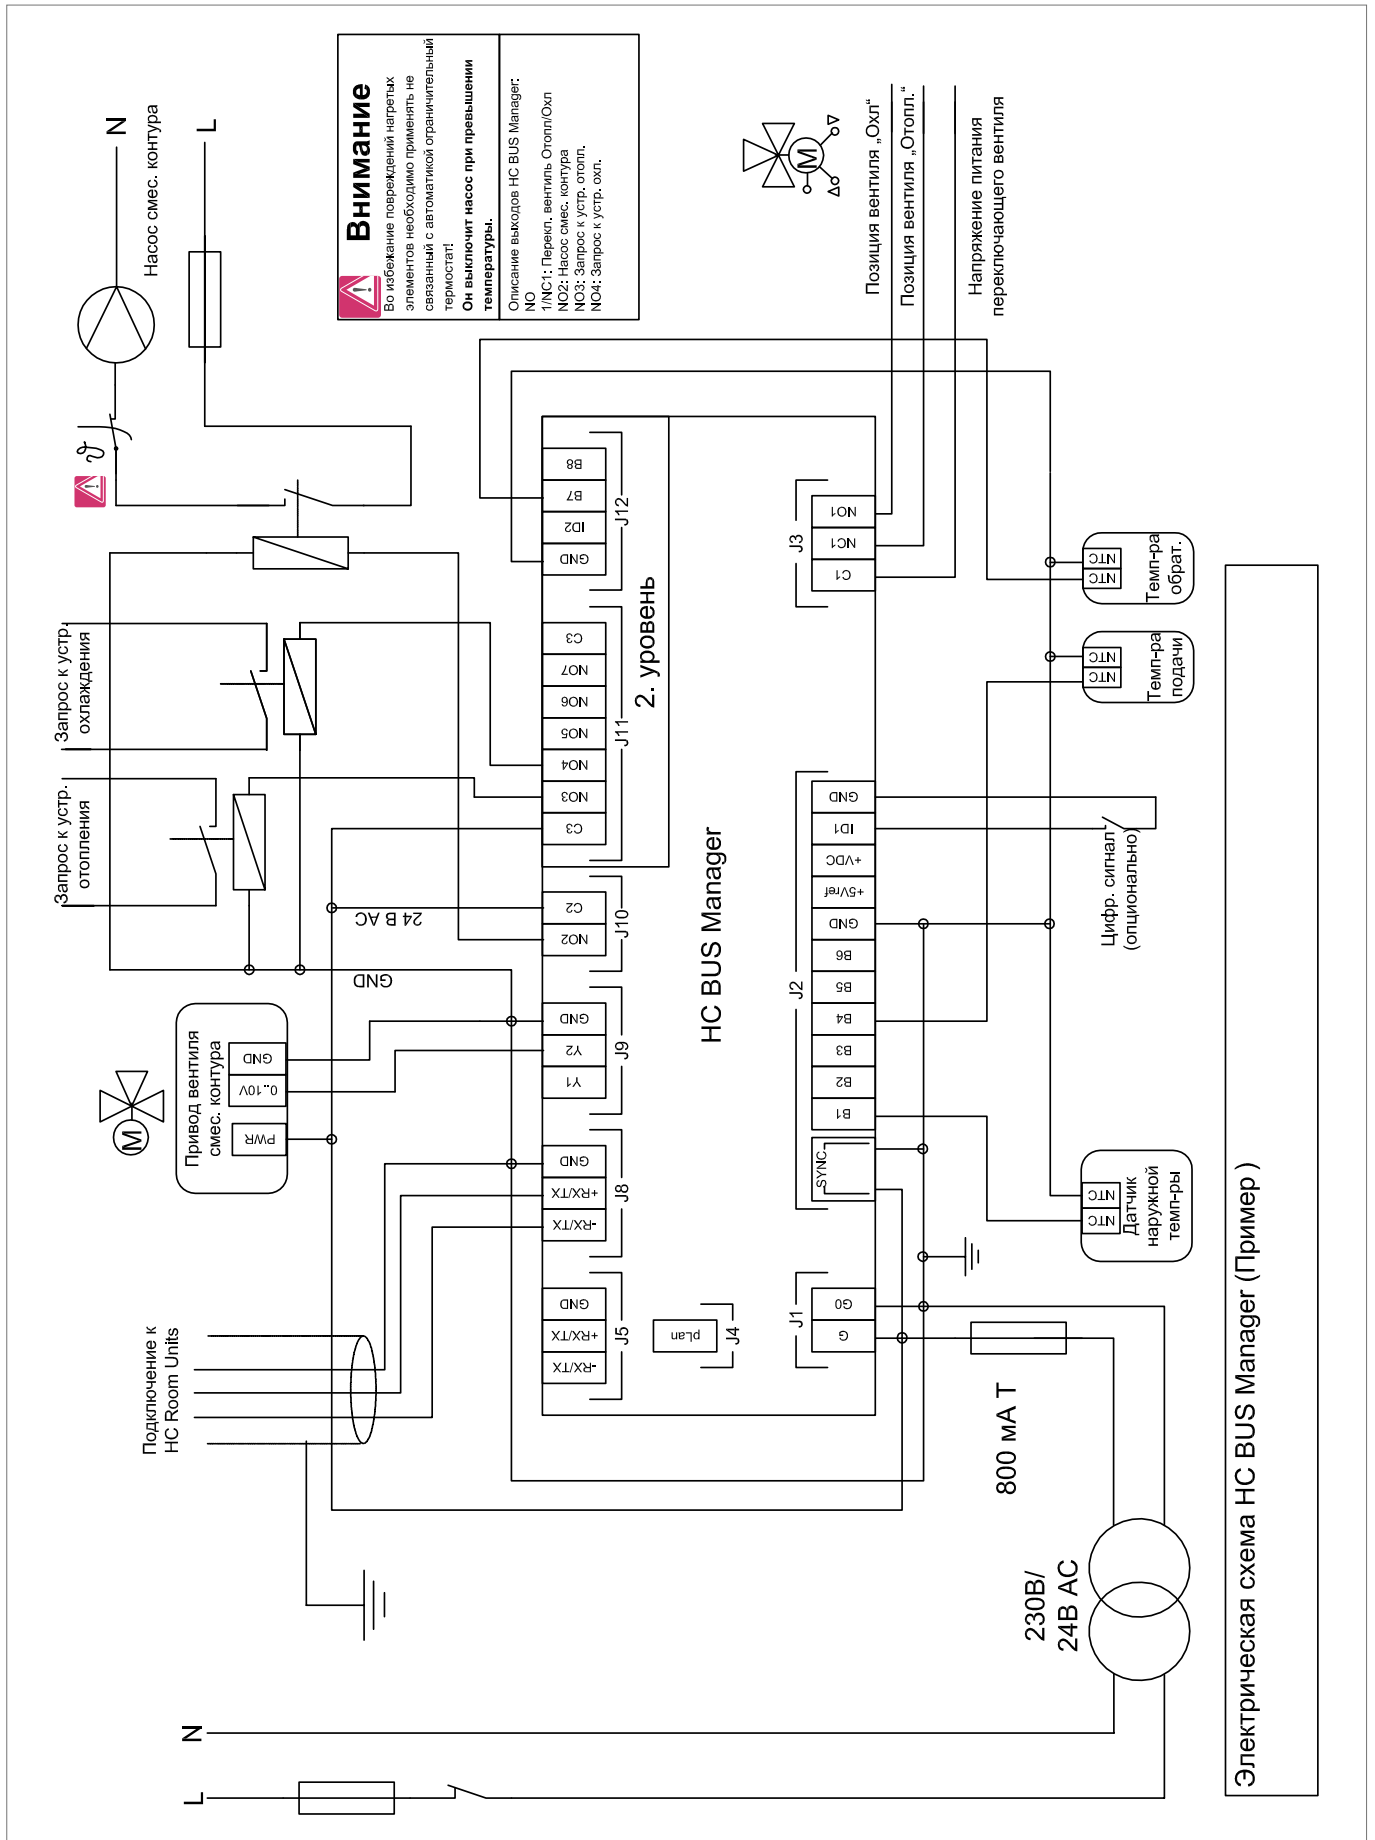 N
Насос смес. контура
L
Внимание
Во избежание повреждений нагретых
элементов необходимо применять не
связанный с автоматикой ограничительный
термостат!
Он выключит насос при превышении
температуры.
Описание выходов HC BUS Manager:
NO
1/NC1: Перекл. вентиль Отопл/Охл
NO2: Насос смес. контура
NO3: Запрос к устр. отопл.
NO4: Запрос к устр. охл.
M
Позиция вентиля „Охл“
Позиция вентиля „Отопл.“
Напряжение питания
переключающего вентиля
ϑ
Запрос к устр.
охлаждения
Запрос к устр.
отопления
24 В AC
GND
Привод вентиля
смес. контура
PWR
0..10V
GND
M
Подключение к
HC Room Units
-RX/TX
+RX/TX
GND
J5
-RX/TX
+RX/TX
GND
J8
Y1
Y2
GND
J9
NO2
C2
J10
C3
NO3
NO4
NO5
NO6
NO7
C3
J11
GND
ID2
B7
B8
J12
2. уровень
HC BUS Manager
pLan
J4
G
G0
J1
SYNC
B1
B2
B3
B4
B5
B6
GND
+5Vref
+VDC
ID1
GND
J2
C1
NC1
NO1
J3
NTC
NTC
Датчик
наружной
темп-ры
Цифр. сигнал
(опционально)
NTC
NTC
Темп-ра
подачи
NTC
NTC
Темп-ра
обрат.
800 мА Т
230В/
24В AC
N
L
Электрическая схема HC BUS Manager (Пример )